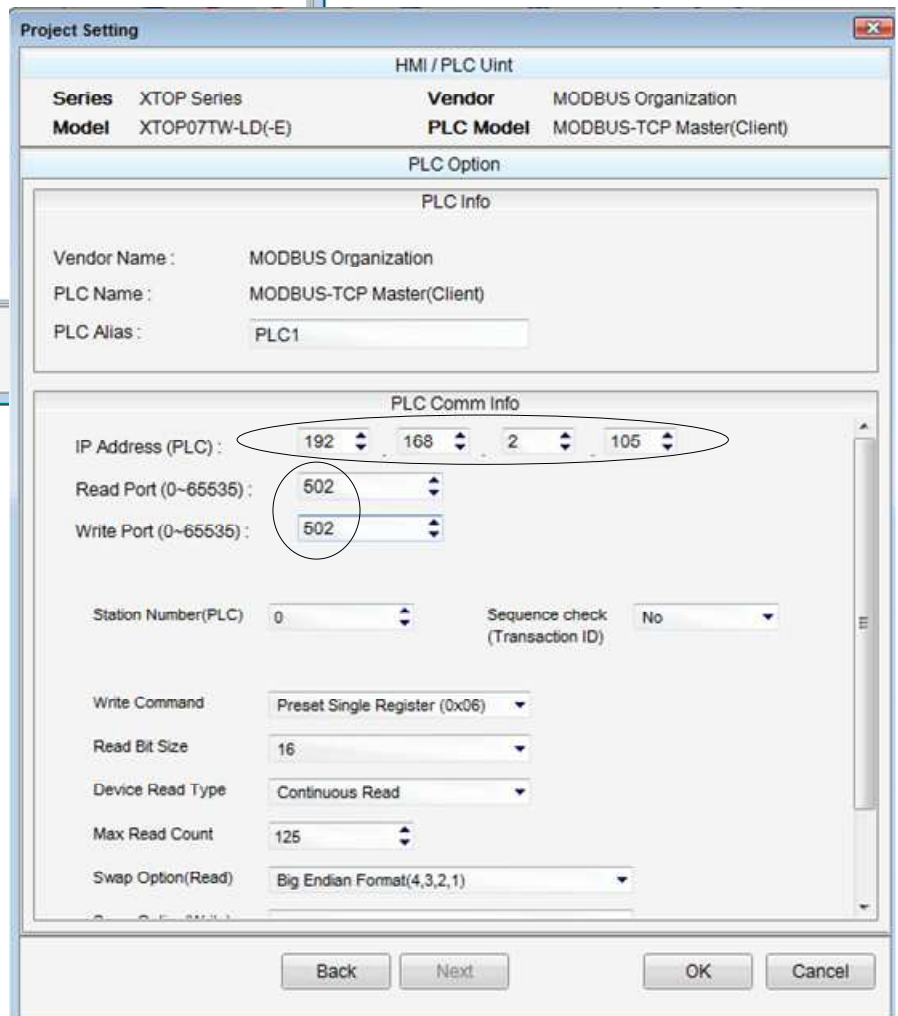 Project Setting
HMI / PLC Uint
Series XTOP Series Vendor MODBUS Organization
Model XTOP07TW-LD(-E) PLC Model MODBUS-TCP Master(Client)
PLC Option
PLC Info
Vendor Name : MODBUS Organization
PLC Name : MODBUS-TCP Master(Client)
PLC Alias : PLC1
PLC Comm Info
IP Address (PLC) : 192 . 168 . 2 . 105
Read Port (0~65535) : 502
Write Port (0~65535) : 502
Station Number(PLC) 0 Sequence check No
(Transaction ID)
Write Command Preset Single Register (0x06)
Read Bit Size 16
Device Read Type Continuous Read
Max Read Count 125
Swap Option(Read) Big Endian Format(4,3,2,1)
Back Next OK Cancel